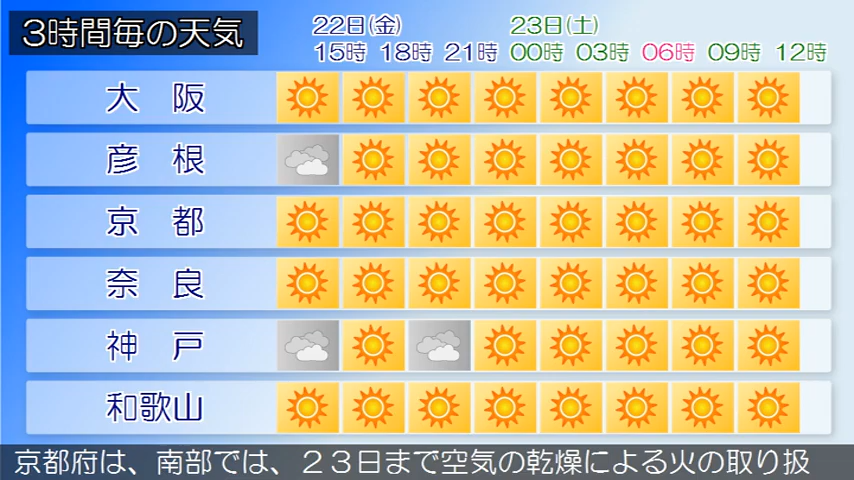 3時間毎の天気
22日(金) 23日(土)
15時 18時 21時 00時 03時 06時 09時 12時
大阪
彦根
京都
奈良
神戸
和歌山
京都府は、南部では、２３日まで空気の乾燥による火の取り扱